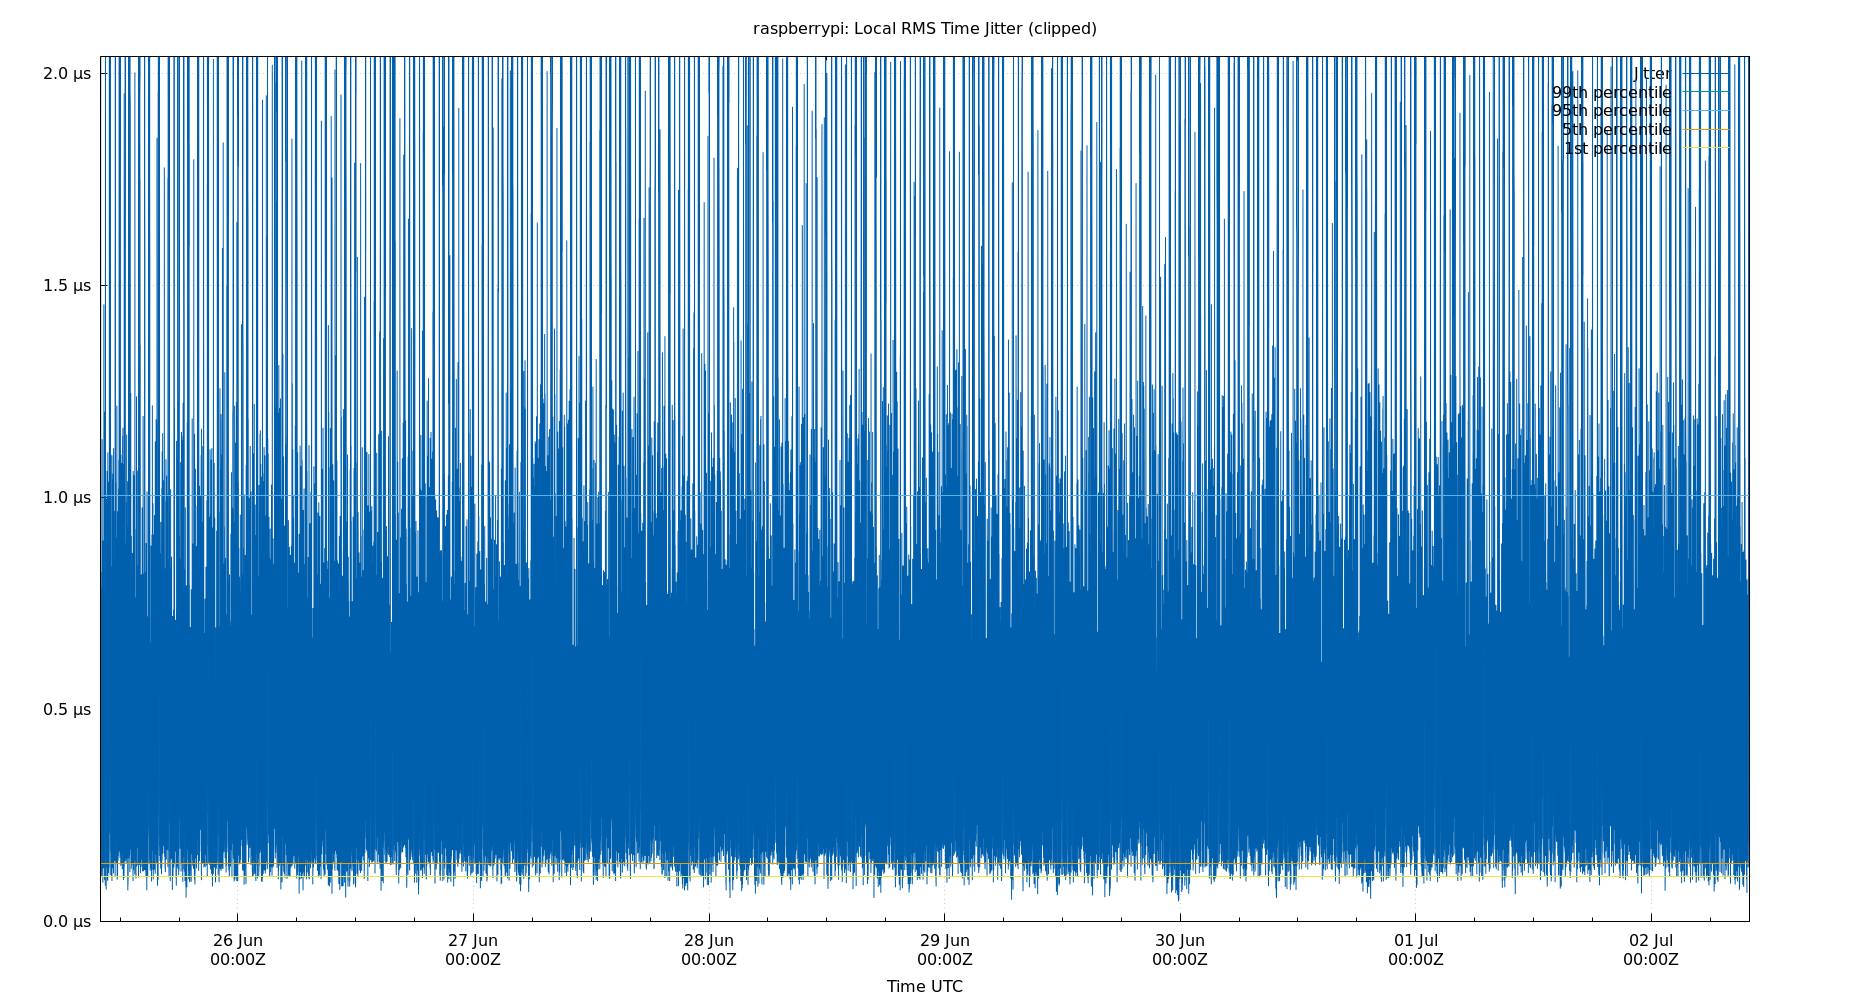 raspberrypi: Local RMS Time Jitter (clipped)
2.0 µs
1.5 µs
1.0 µs
0.5 µs
0.0 µs
Jitter
99th percentile
95th percentile
5th percentile
1st percentile
26 Jun
00:00Z
27 Jun
00:00Z
28 Jun
00:00Z
29 Jun
00:00Z
30 Jun
00:00Z
01 Jul
00:00Z
02 Jul
00:00Z
Time UTC